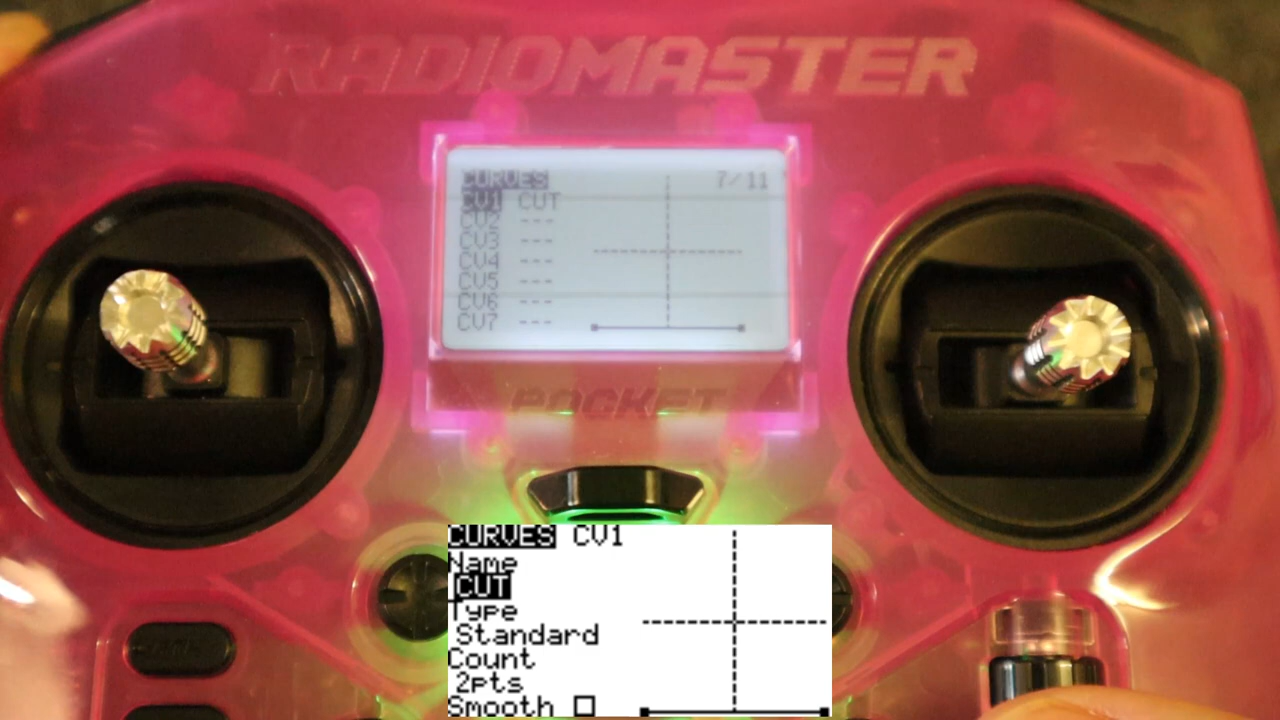 RADIOMASTER
CURVES 7/11
CV1 CUT
CV2 ---
CV3 ---
CV4 ---
CV5 ---
CV6 ---
CV7 ---
POCKET
CURVES CV1
Name
CUT
Type
Standard
Count
2pts
Smooth